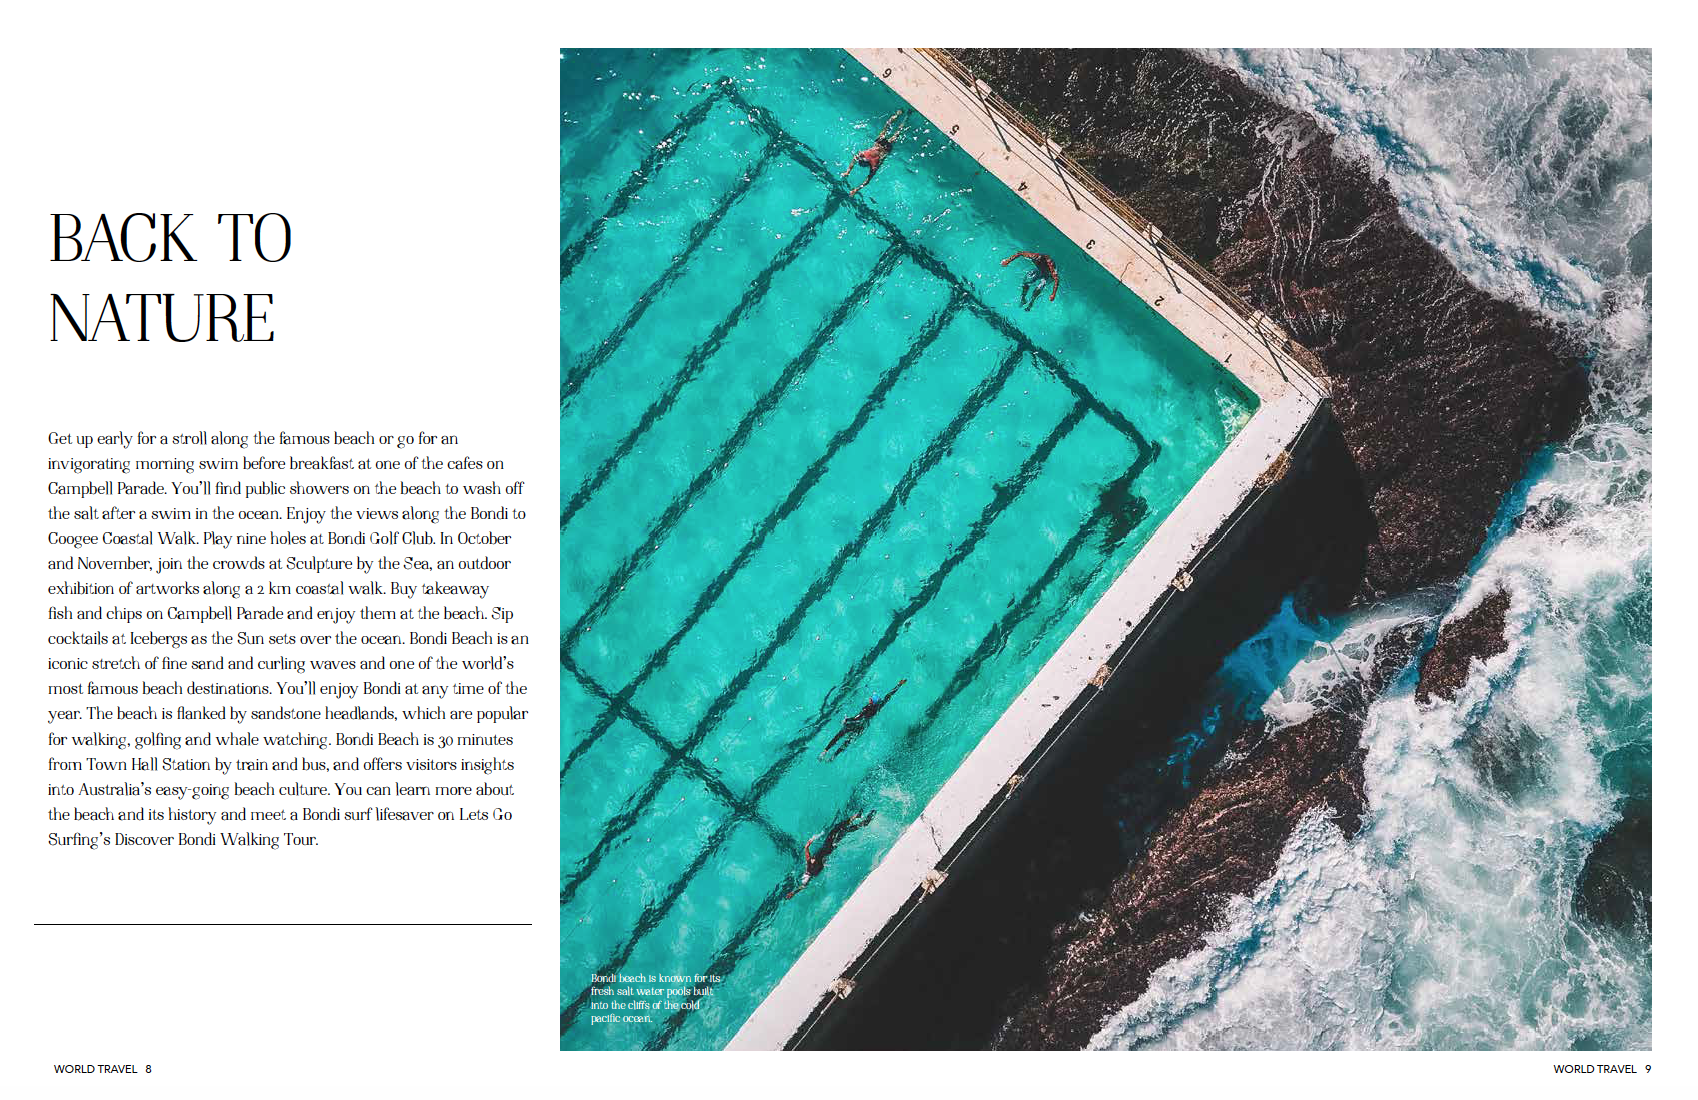 BACK TO
NATURE
Get up early for a stroll along the famous beach or go for an
invigorating morning swim before breakfast at one of the cafes on
Campbell Parade. You’ll find public showers on the beach to wash off
the salt after a swim in the ocean. Enjoy the views along the Bondi to
Coogee Coastal Walk. Play nine holes at Bondi Golf Club. In October
and November, join the crowds at Sculpture by the Sea, an outdoor
exhibition of artworks along a 2 km coastal walk. Buy takeaway
fish and chips on Campbell Parade and enjoy them at the beach. Sip
cocktails at Icebergs as the Sun sets over the ocean. Bondi Beach is an
iconic stretch of fine sand and curling waves and one of the world’s
most famous beach destinations. You’ll enjoy Bondi at any time of the
year. The beach is flanked by sandstone headlands, which are popular
for walking, golfing and whale watching. Bondi Beach is 30 minutes
from Town Hall Station by train and bus, and offers visitors insights
into Australia’s easy-going beach culture. You can learn more about
the beach and its history and meet a Bondi surf lifesaver on Lets Go
Surfing’s Discover Bondi Walking Tour.
6
5
4
3
2
1
Bondi beach is known for its
fresh salt water pools built
into the cliffs of the cold
pacific ocean.
WORLD TRAVEL 8
WORLD TRAVEL 9